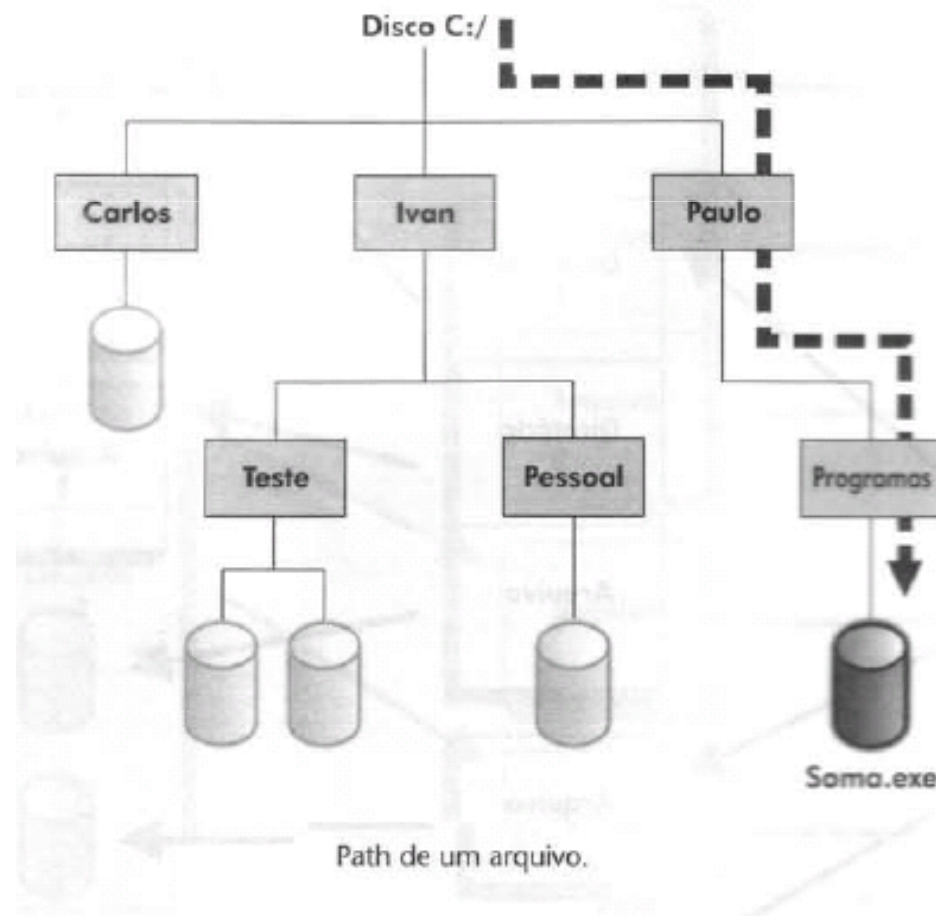 Disco C:/
Carlos
Ivan
Paulo
Teste
Pessoal
Programas
Soma.exe
Path de um arquivo.